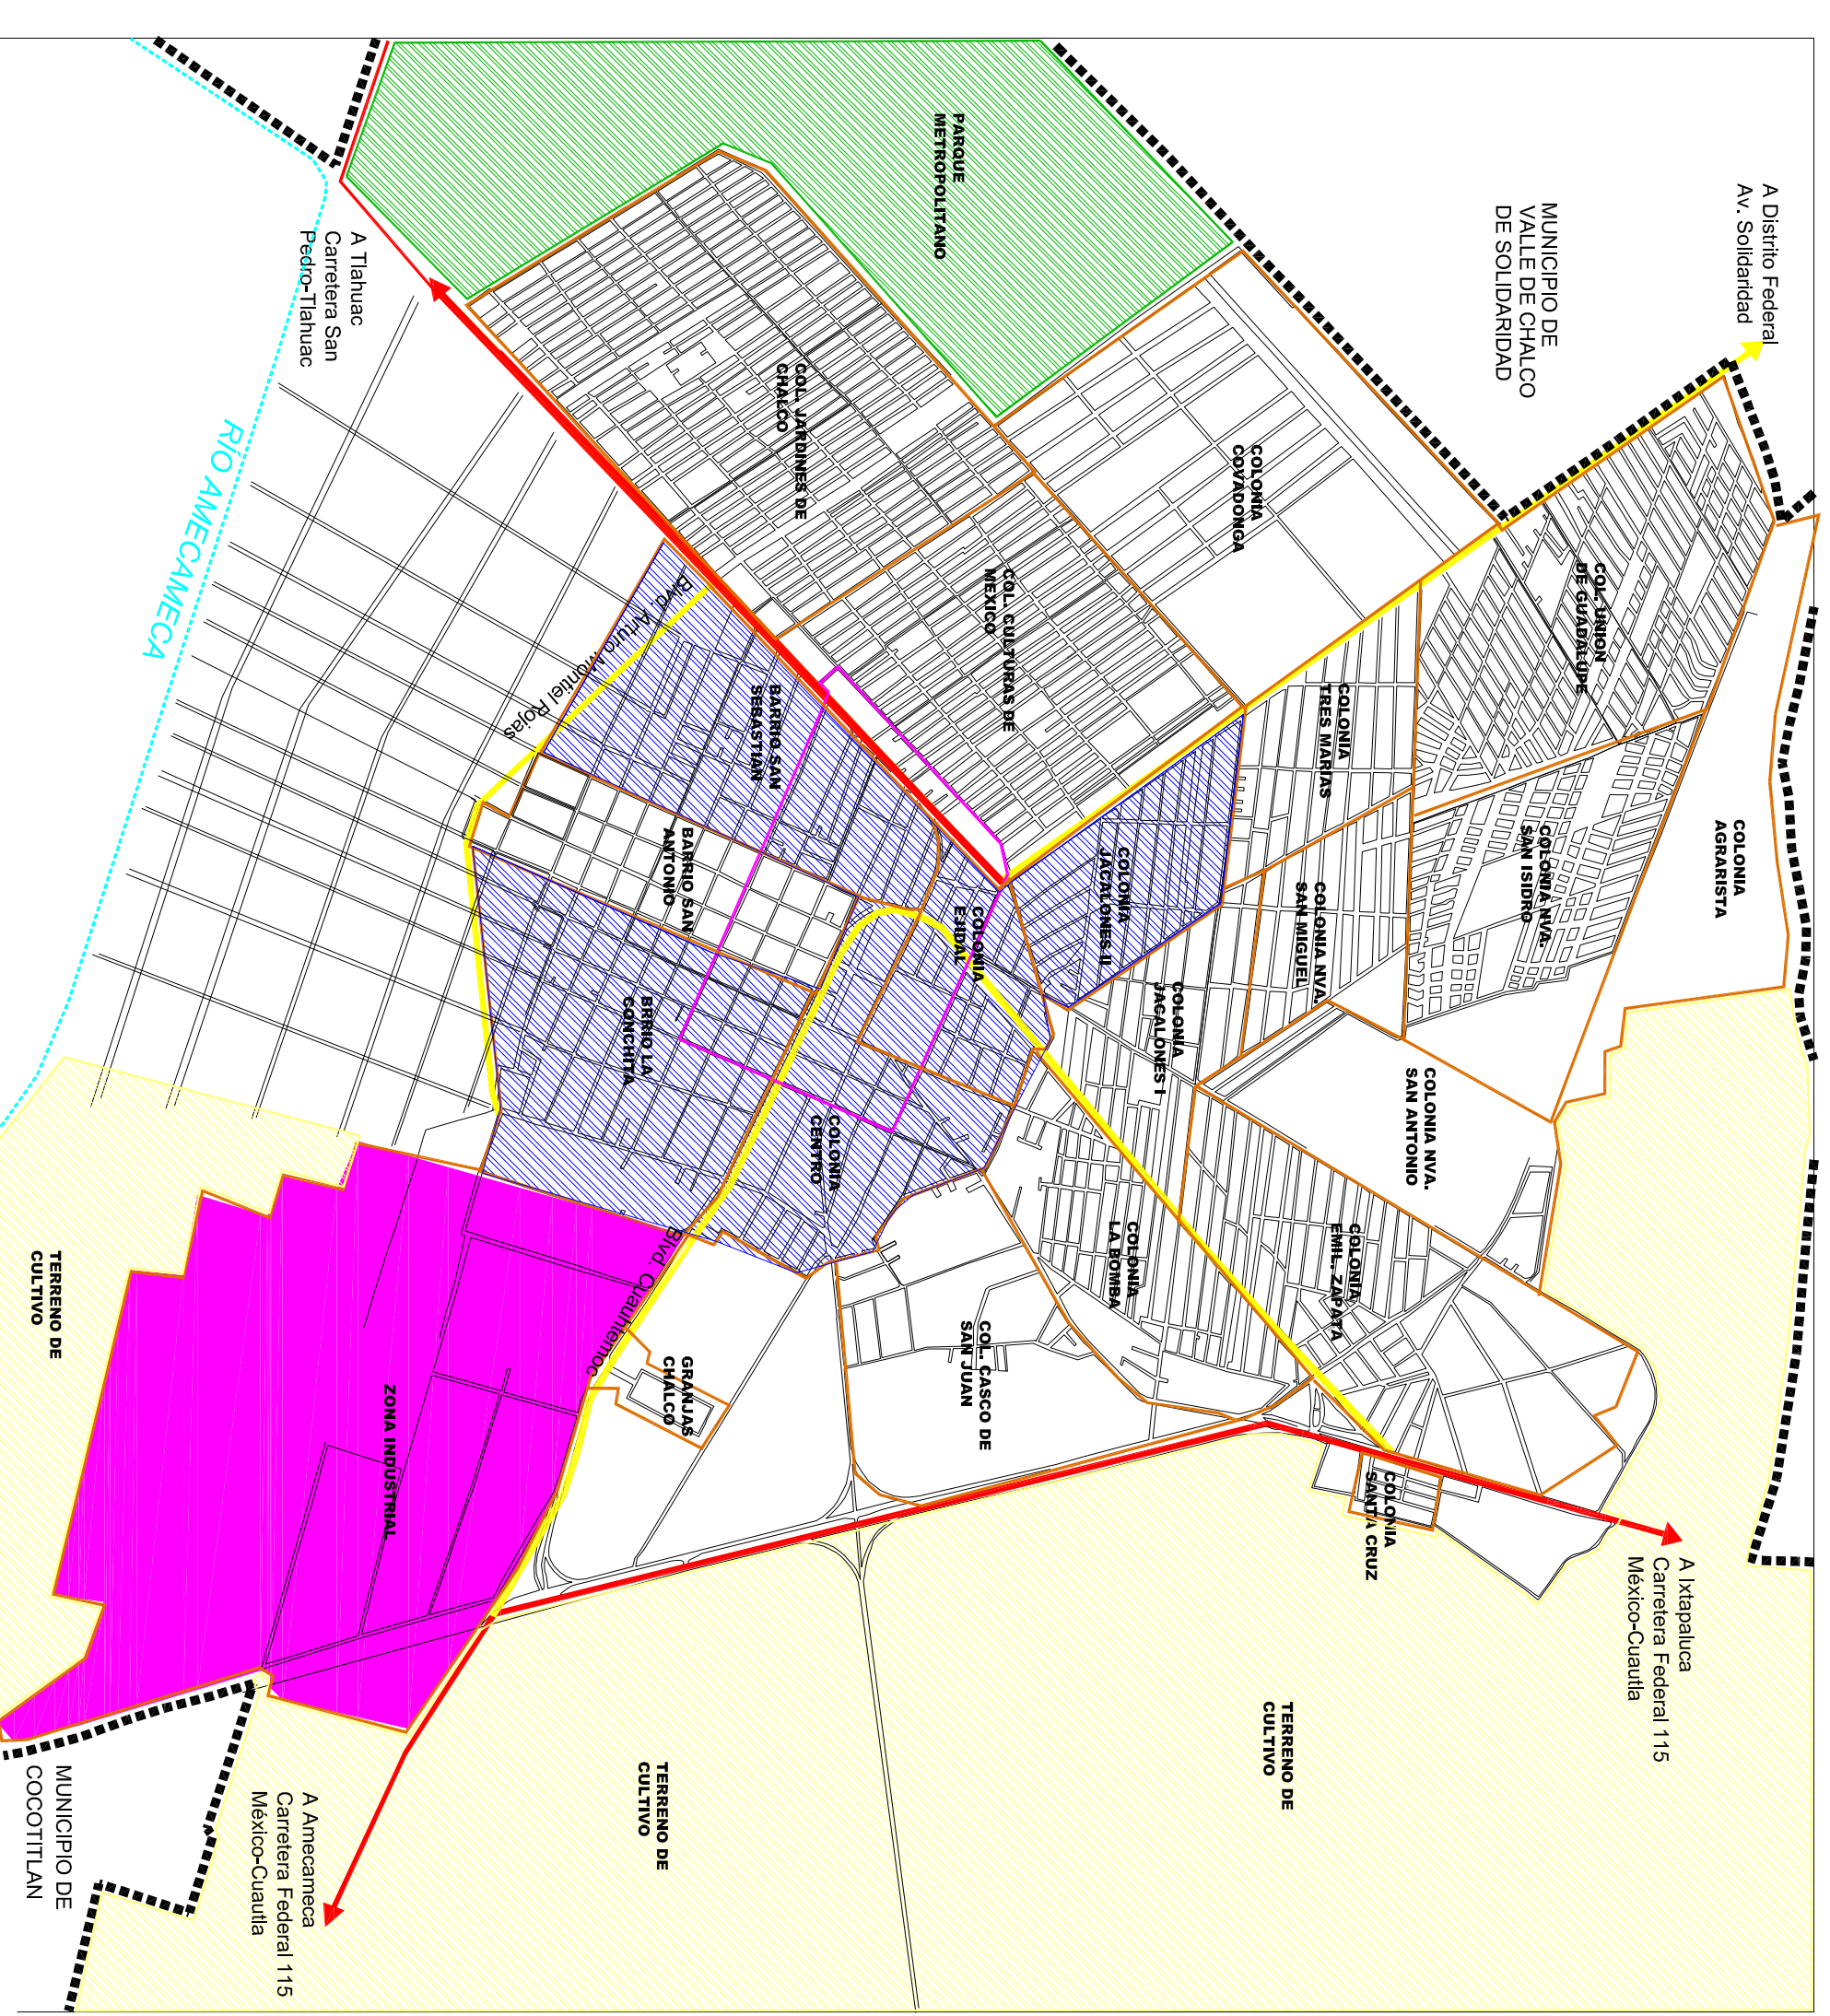 A Distrito Federal
Av. Solidaridad
MUNICIPIO DE
VALLE DE CHALCO
DE SOLIDARIDAD
PARQUE
METROPOLITANO
A Tlahuac
Carretera San
Pedro-Tlahuac
RÍO AMECAMECA
COL. JARDINES DE
CHALCO
COLONIA
COVADONGA
COL. CULTURAS DE
MEXICO
COL. UNION
DE GUADALUPE
COLONIA
TRES MARIAS
COLONIA NVA.
SAN ISIDRO
COLONIA
AGRARISTA
COLONIA NVA.
SAN MIGUEL
COLONIA
JACALONES II
COLONIA
JACALONES I
COLONIA
EJIDAL
Blvd. Arturo Montiel Rojas
BARRIO SAN
SEBASTIAN
BARRIO SAN
ANTONIO
BRRIO LA
CONCHITA
COLONIA
CENTRO
COLONIA NVA.
SAN ANTONIO
COLONIA
EMIL. ZAPATA
COLONIA
LA BOMBA
COL. CASCO DE
SAN JUAN
Blvd. Cuauhtemoc
GRANJAS
CHALCO
ZONA INDUSTRIAL
TERRENO DE
CULTIVO
COLONIA
SANTA CRUZ
A Ixtapaluca
Carretera Federal 115
México-Cuautla
TERRENO DE
CULTIVO
TERRENO DE
CULTIVO
A Amecameca
Carretera Federal 115
México-Cuautla
MUNICIPIO DE
COCOTITLAN